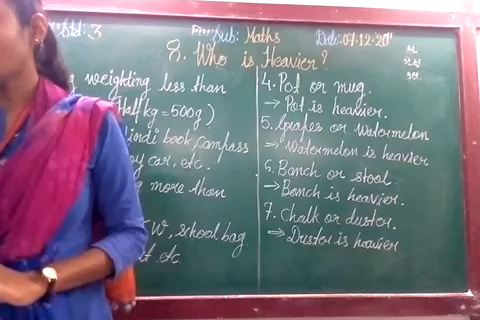 Std: 3
Sub: Maths
Date: 07-12-20
8. Who is Heavier?
weighting less than
Half kg = 500g)
Hindi book, compass
car, etc.
more than
W, school bag.
etc.
4. Pot or mug.
→ Pot is heavier.
5. Grapes or watermelon
⇒ Watermelon is heavier
6. Banch or stool.
→ Bench is heavier.
7. Chalk or duster.
⇒ Duster is heavier